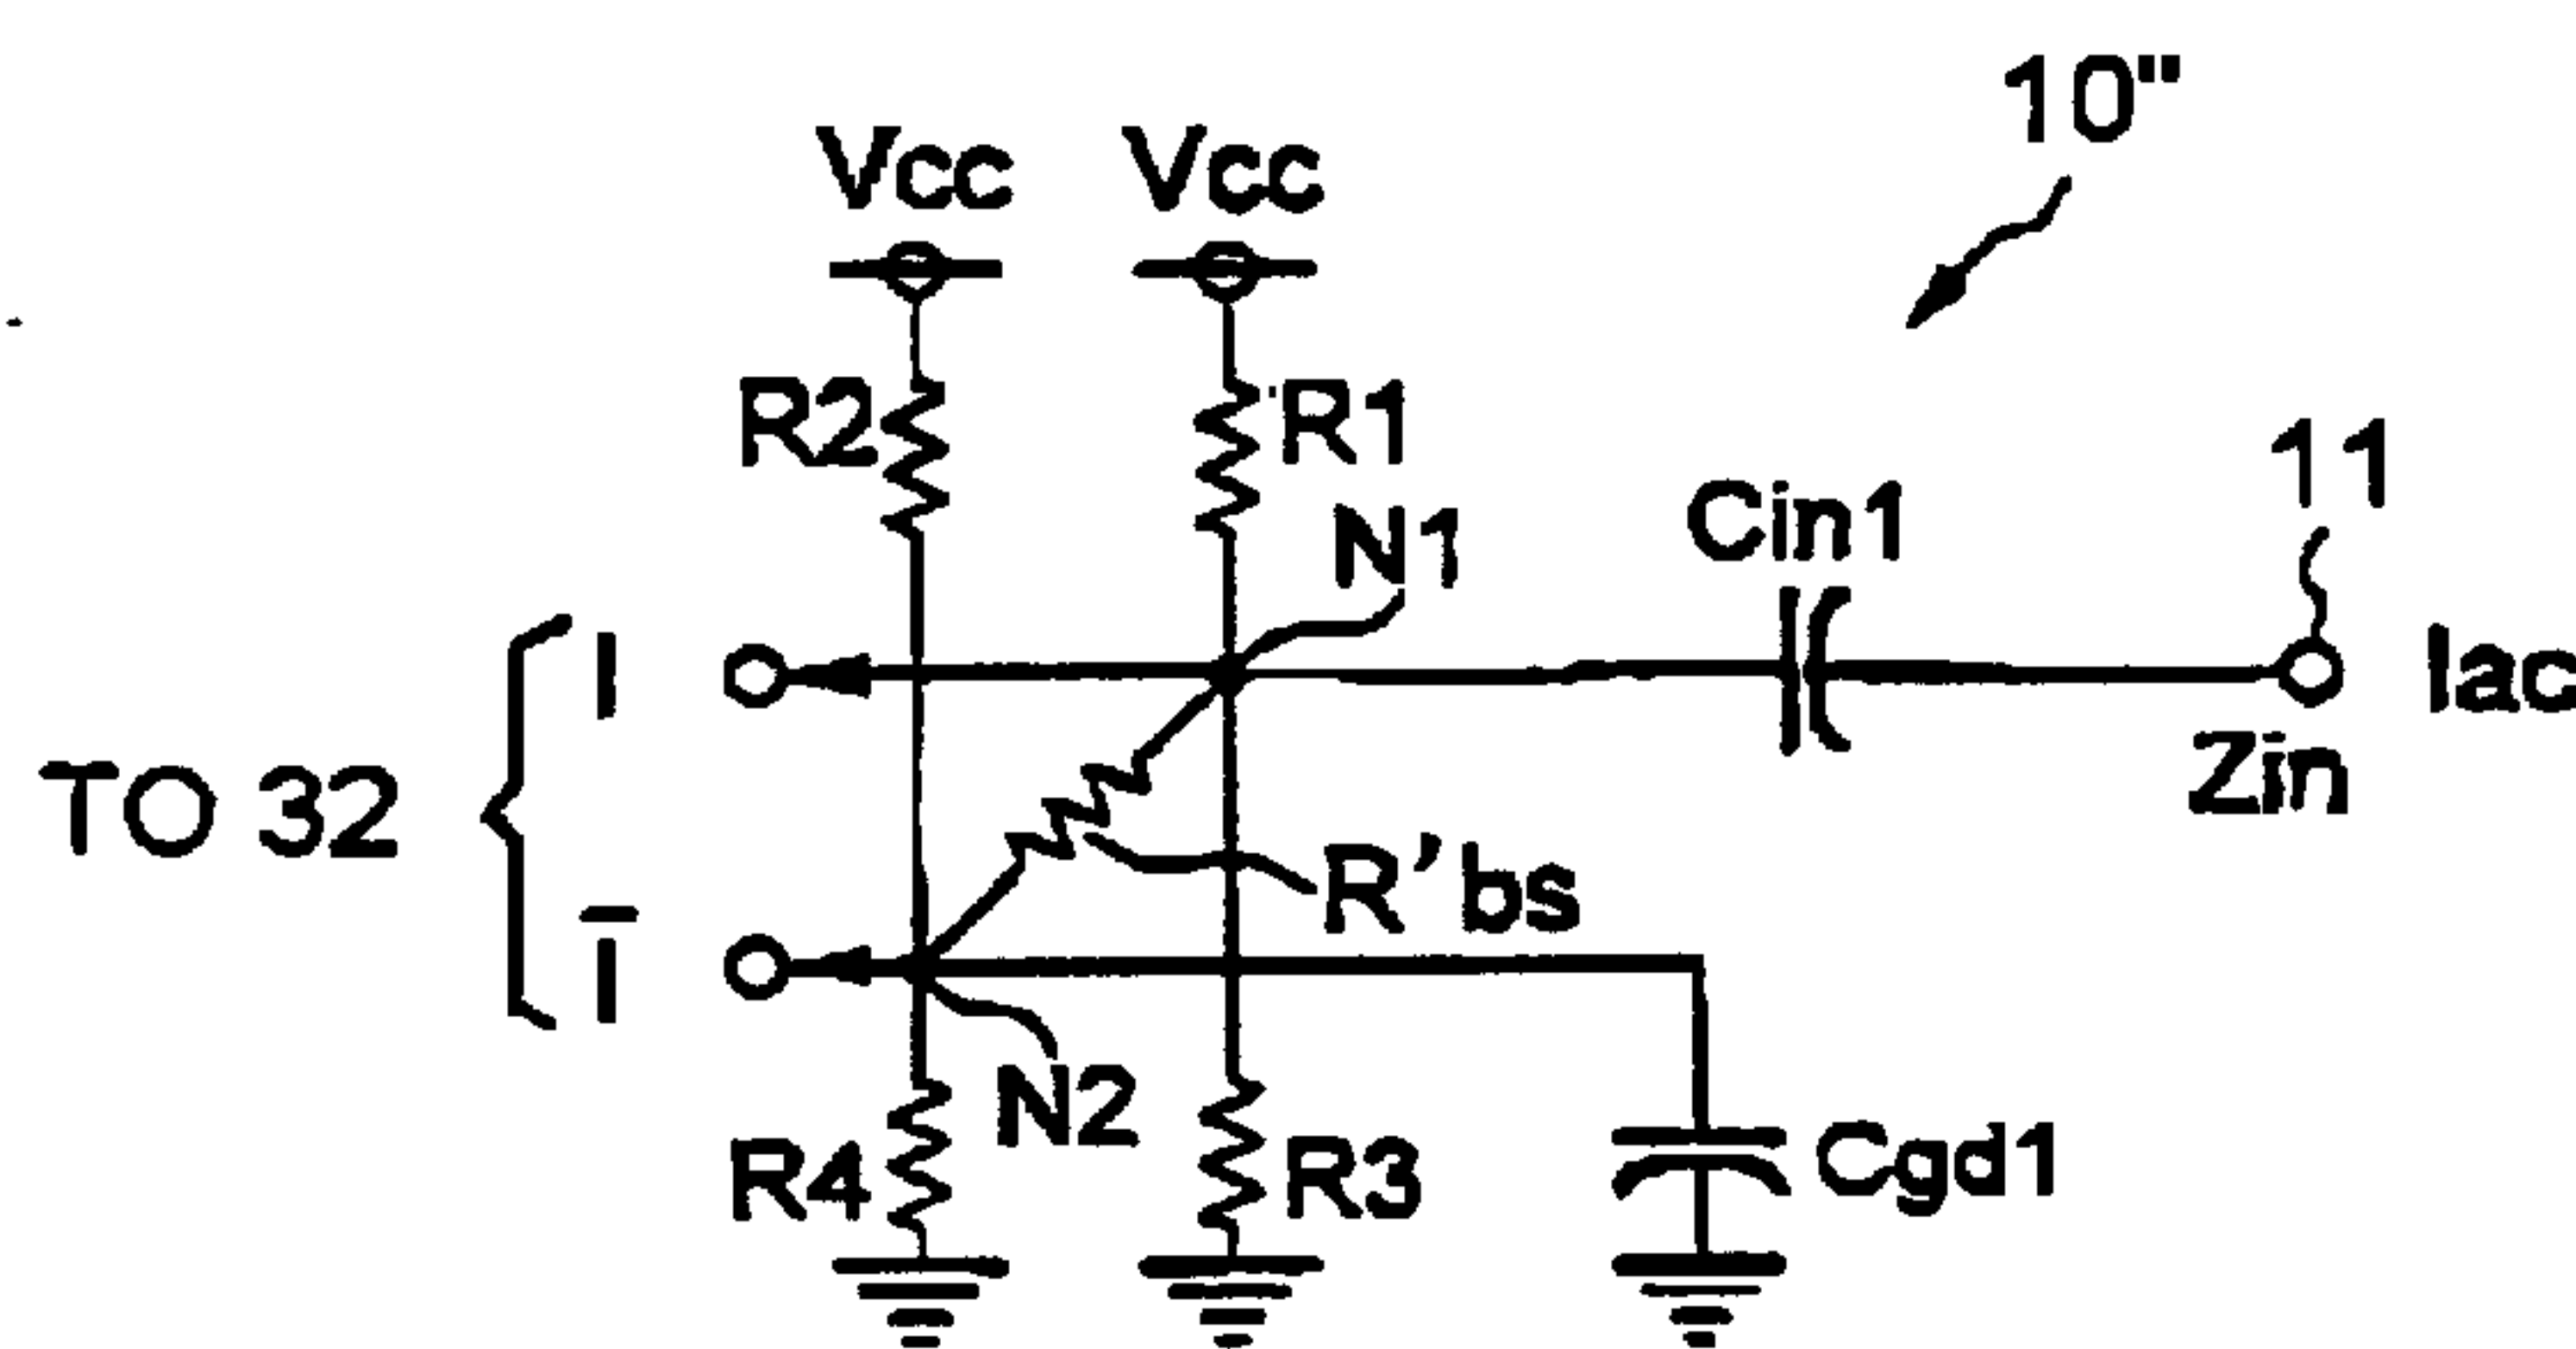 10"
Vcc Vcc
R2 R1
N1
Cin1
11
I
Iac
Zin
TO 32
R'bs
Ī
N2
R4 R3
Cgd1